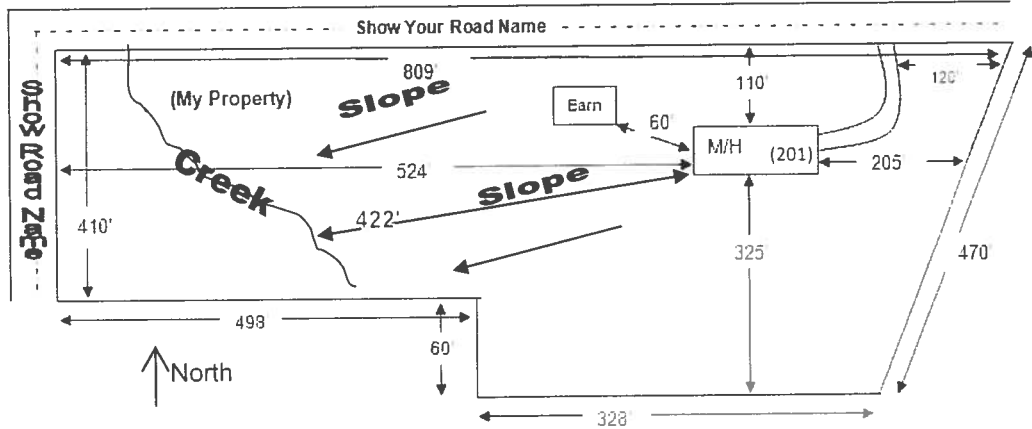 Show Your Road Name
Show Road Name
809'
110'
120'
(My Property)
Slope
Earn
60'
M/H
(201)
Creek
524
205
Slope
422'
410'
325
470'
498'
60'
North
328'